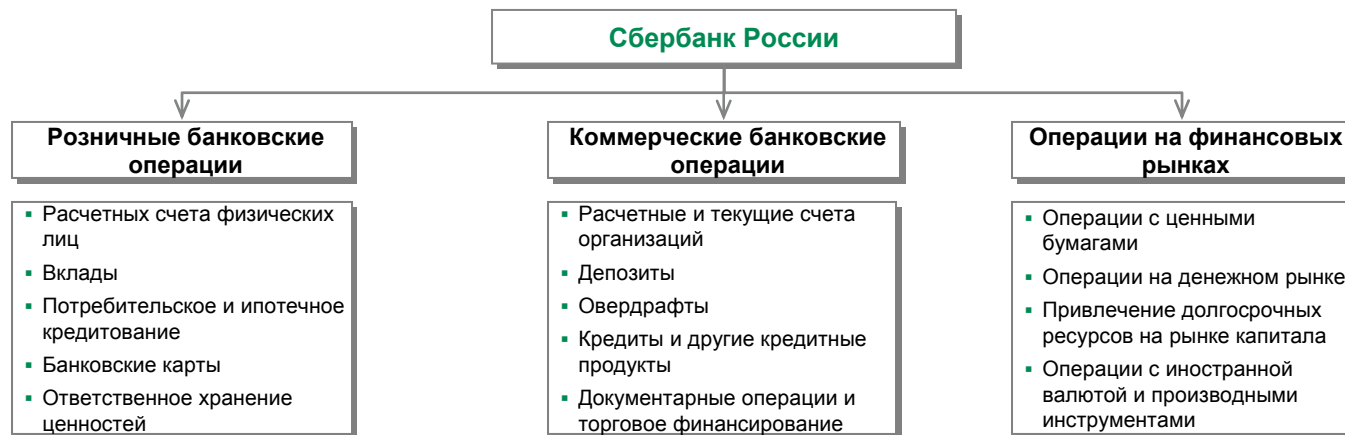 Сбербанк России
Розничные банковские
операции
Расчетных счета физических
лиц
Вклады
Потребительское и ипотечное
кредитование
Банковские карты
Ответственное хранение
ценностей
Коммерческие банковские
операции
Расчетные и текущие счета
организаций
Депозиты
Овердрафты
Кредиты и другие кредитные
продукты
Документарные операции и
торговое финансирование
Операции на финансовых
рынках
Операции с ценными
бумагами
Операции на денежном рынке
Привлечение долгосрочных
ресурсов на рынке капитала
Операции с иностранной
валютой и производными
инструментами